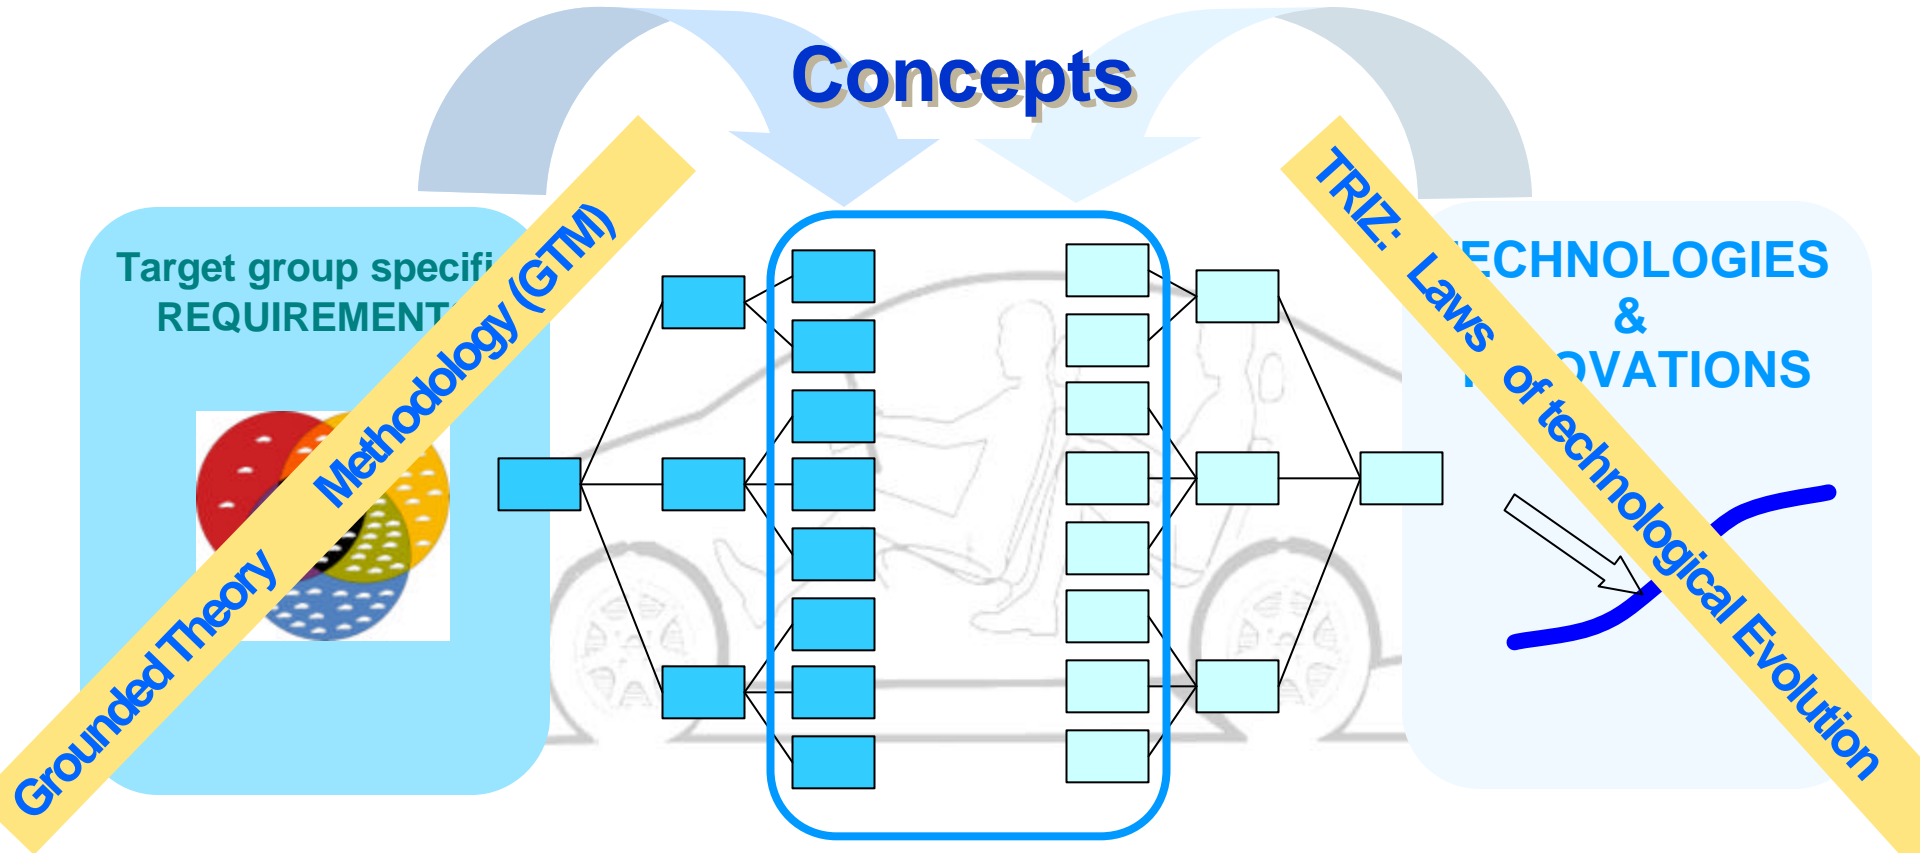 Concepts
Target group specifi
REQUIREMENT
Grounded Theory Methodology (GTM)
TRIZ: Laws of technological Evolution
ECHNOLOGIES
&
OVATIONS